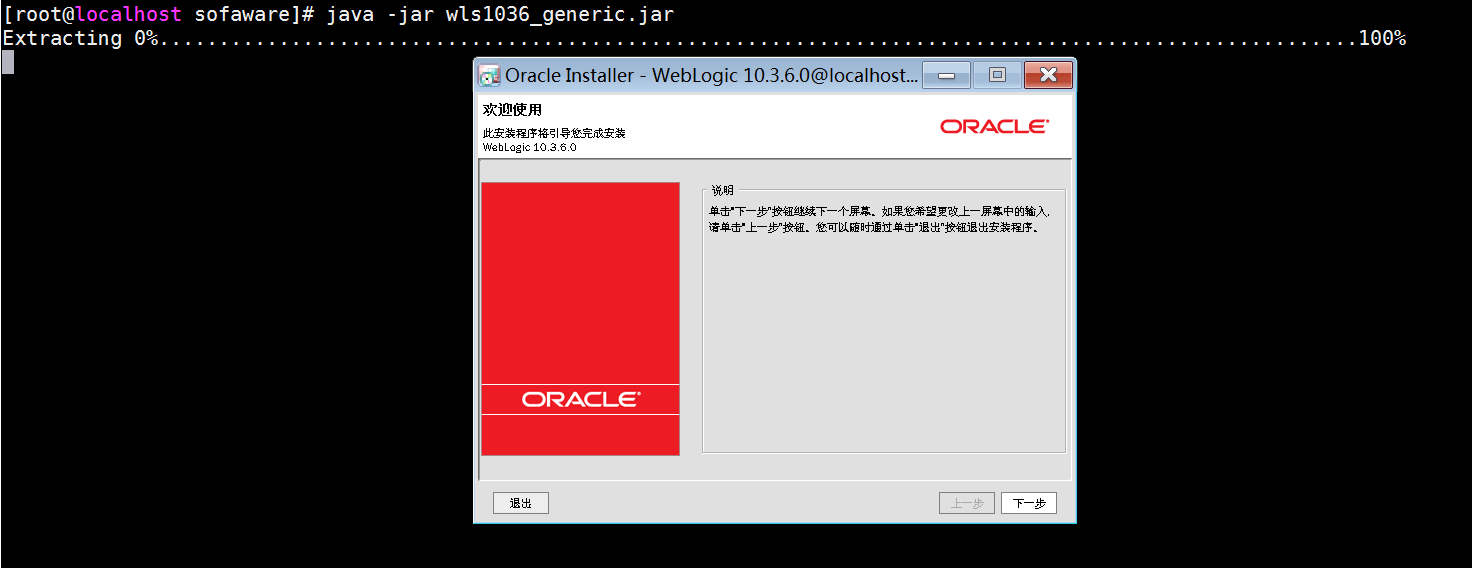 [root@localhost sofaware]# java -jar wls1036_generic.jar
Extracting 0%....................................................................................................100%
Oracle Installer - WebLogic 10.3.6.0@localhost...
欢迎使用
此安装程序将引导您完成安装
WebLogic 10.3.6.0
ORACLE
说明
单击"下一步"按钮继续下一个屏幕。如果您希望更改上一屏幕中的输入,
请单击"上一步"按钮。您可以随时通过单击"退出"按钮退出安装程序。
ORACLE
退出
上一步
下一步